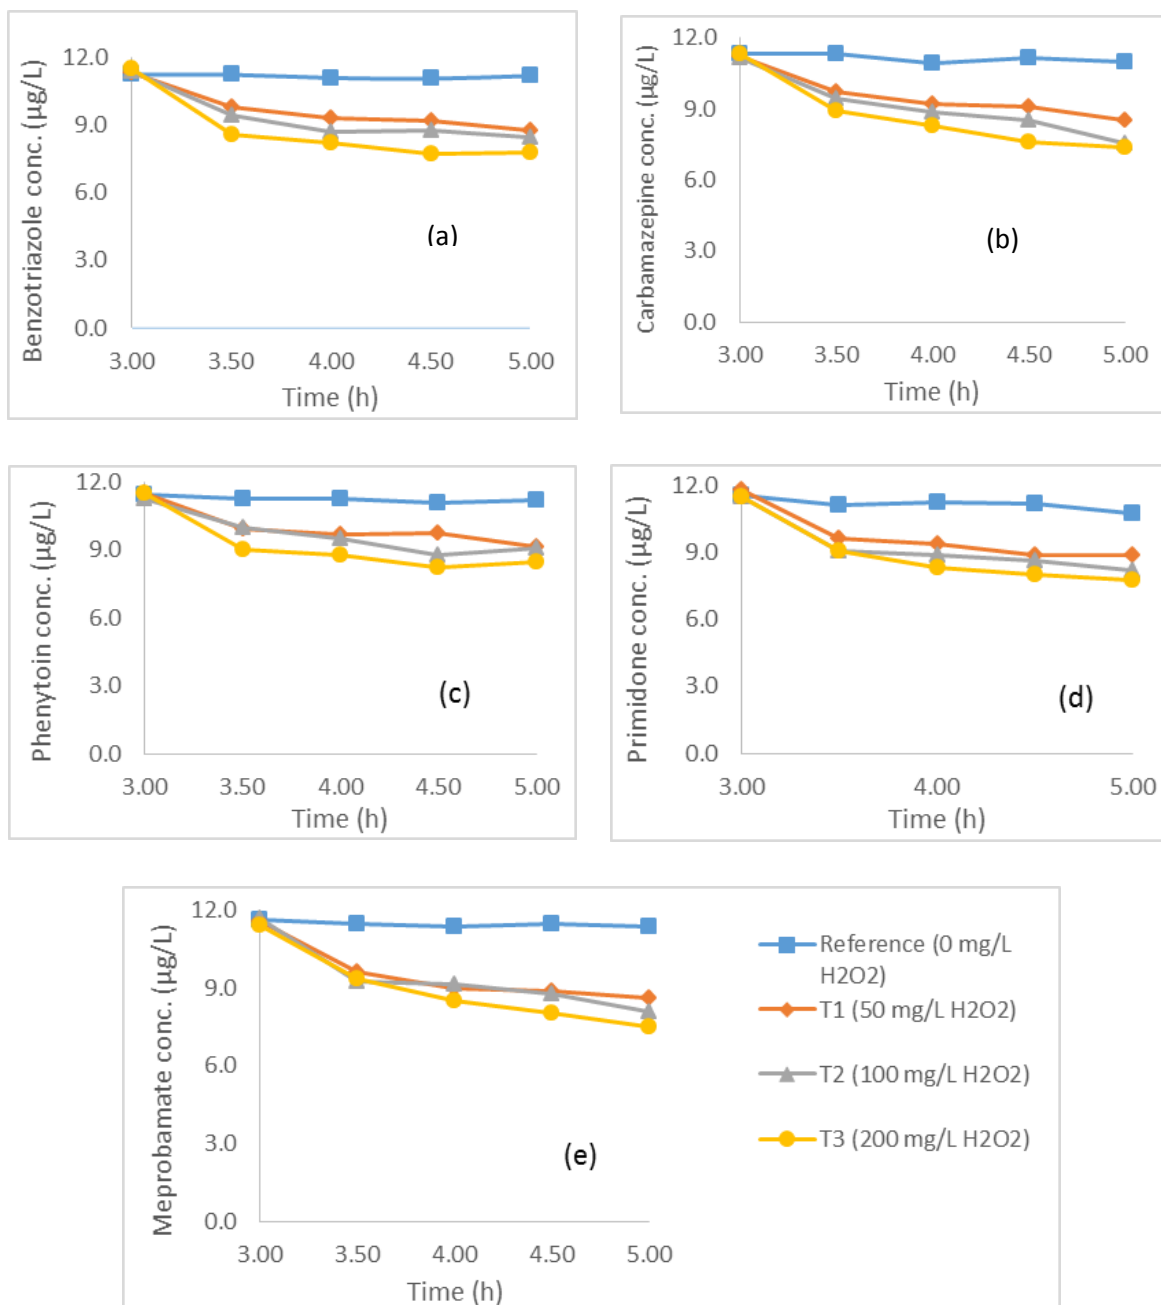 Benzotriazole conc. (µg/L)
12.0
9.0
6.0
3.0
0.0
(a)
3.00 3.50 4.00 4.50 5.00
Time (h)
Carbamazepine conc. (µg/L)
12.0
9.0
6.0
3.0
0.0
(b)
3.00 3.50 4.00 4.50 5.00
Time (h)
Phenytoin conc. (µg/L)
12.0
9.0
6.0
3.0
0.0
(c)
3.00 3.50 4.00 4.50 5.00
Time (h)
Primidone conc. (µg/L)
12.0
9.0
6.0
3.0
0.0
(d)
3.00 4.00 5.00
Time (h)
Meprobamate conc. (µg/L)
12.0
9.0
6.0
3.0
0.0
(e)
3.00 3.50 4.00 4.50 5.00
Time (h)
Reference (0 mg/L
H2O2)
T1 (50 mg/L H2O2)
T2 (100 mg/L H2O2)
T3 (200 mg/L H2O2)